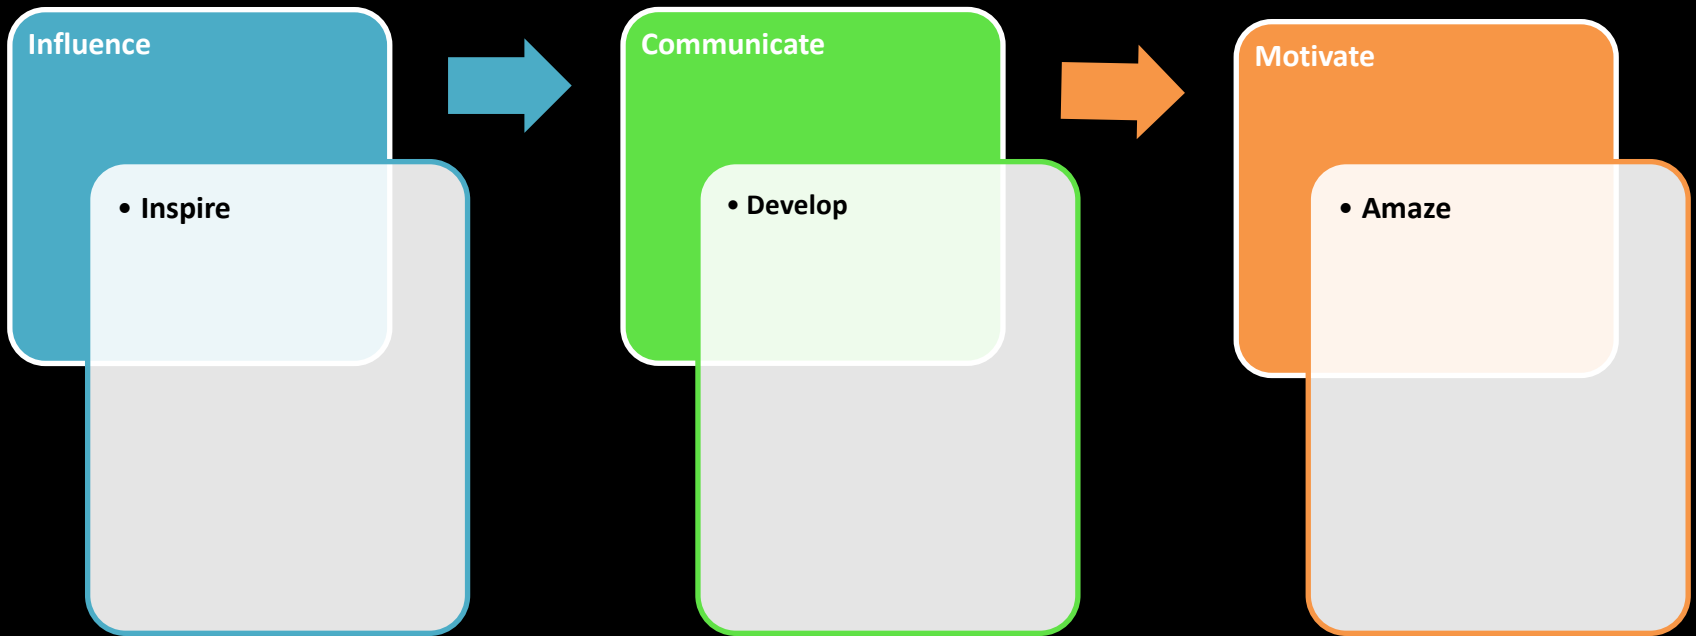 Influence
• Inspire
Communicate
• Develop
Motivate
• Amaze